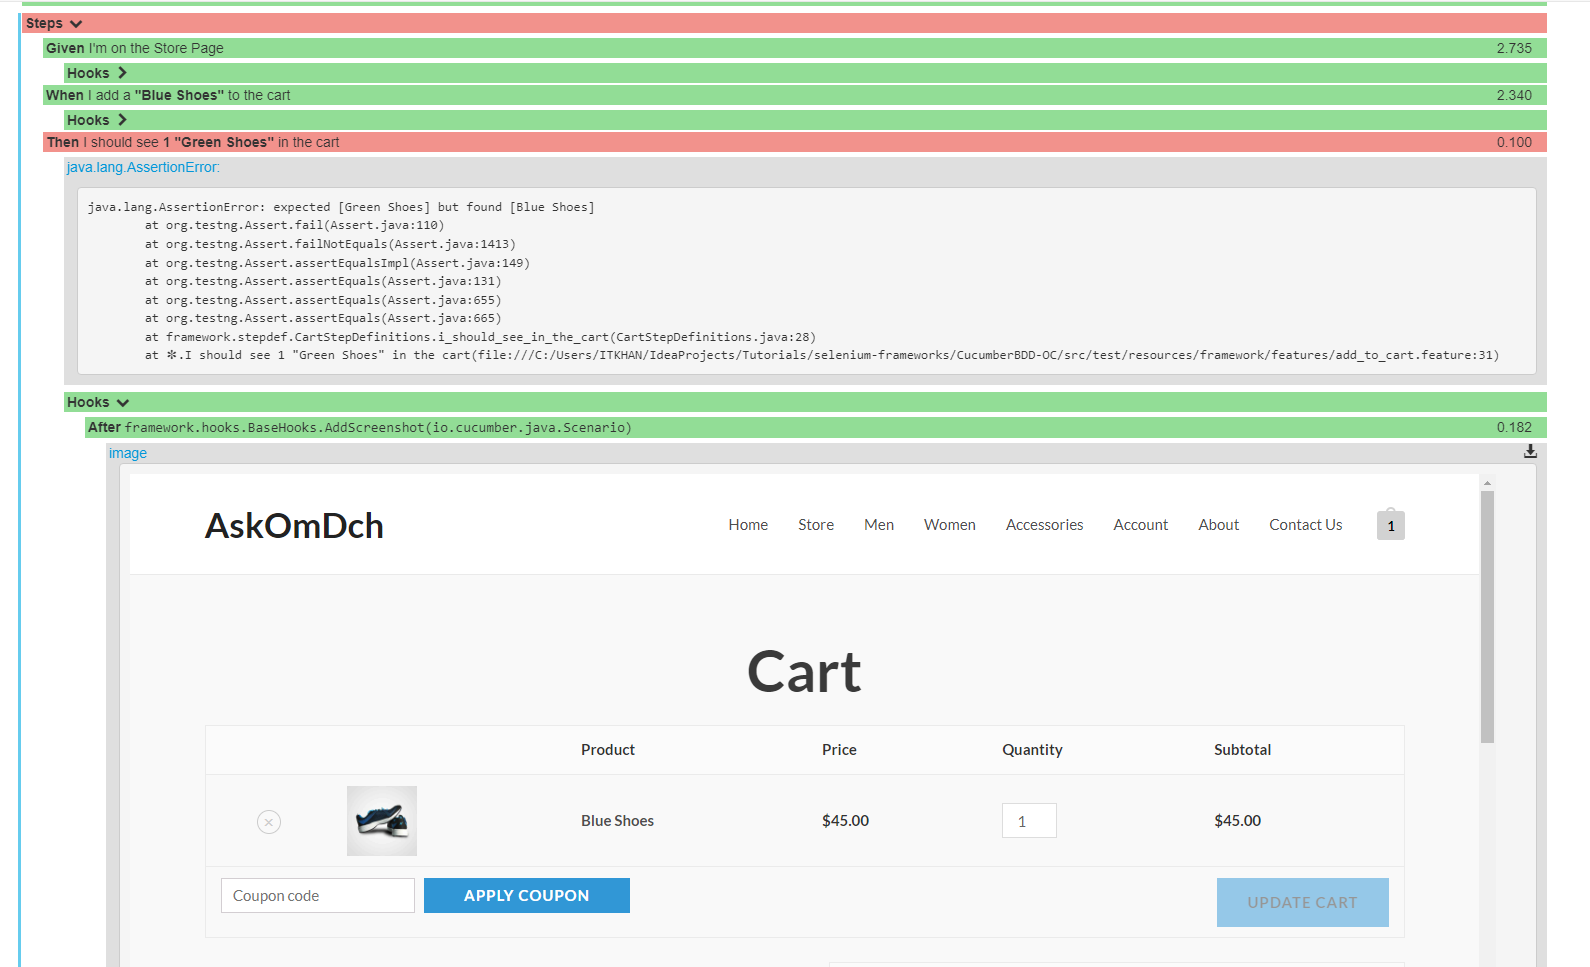 Steps
Given I'm on the Store Page 2.735
Hooks
When I add a "Blue Shoes" to the cart 2.340
Hooks
Then I should see 1 "Green Shoes" in the cart 0.100
java.lang.AssertionError:
java.lang.AssertionError: expected [Green Shoes] but found [Blue Shoes]
at org.testng.Assert.fail(Assert.java:110)
at org.testng.Assert.failNotEquals(Assert.java:1413)
at org.testng.Assert.assertEqualsImpl(Assert.java:149)
at org.testng.Assert.assertEquals(Assert.java:131)
at org.testng.Assert.assertEquals(Assert.java:655)
at org.testng.Assert.assertEquals(Assert.java:665)
at framework.stepdef.CartStepDefinitions.i_should_see_in_the_cart(CartStepDefinitions.java:28)
at ✽.I should see 1 "Green Shoes" in the cart(file:///C:/Users/ITKHAN/IdeaProjects/Tutorials/selenium-frameworks/CucumberBDD-OC/src/test/resources/framework/features/add_to_cart.feature:31)
Hooks
After framework.hooks.BaseHooks.AddScreenshot(io.cucumber.java.Scenario) 0.182
image
AskOmDch Home Store Men Women Accessories Account About Contact Us 1
Cart
Product Price Quantity Subtotal
Blue Shoes $45.00 1 $45.00
Coupon code APPLY COUPON UPDATE CART